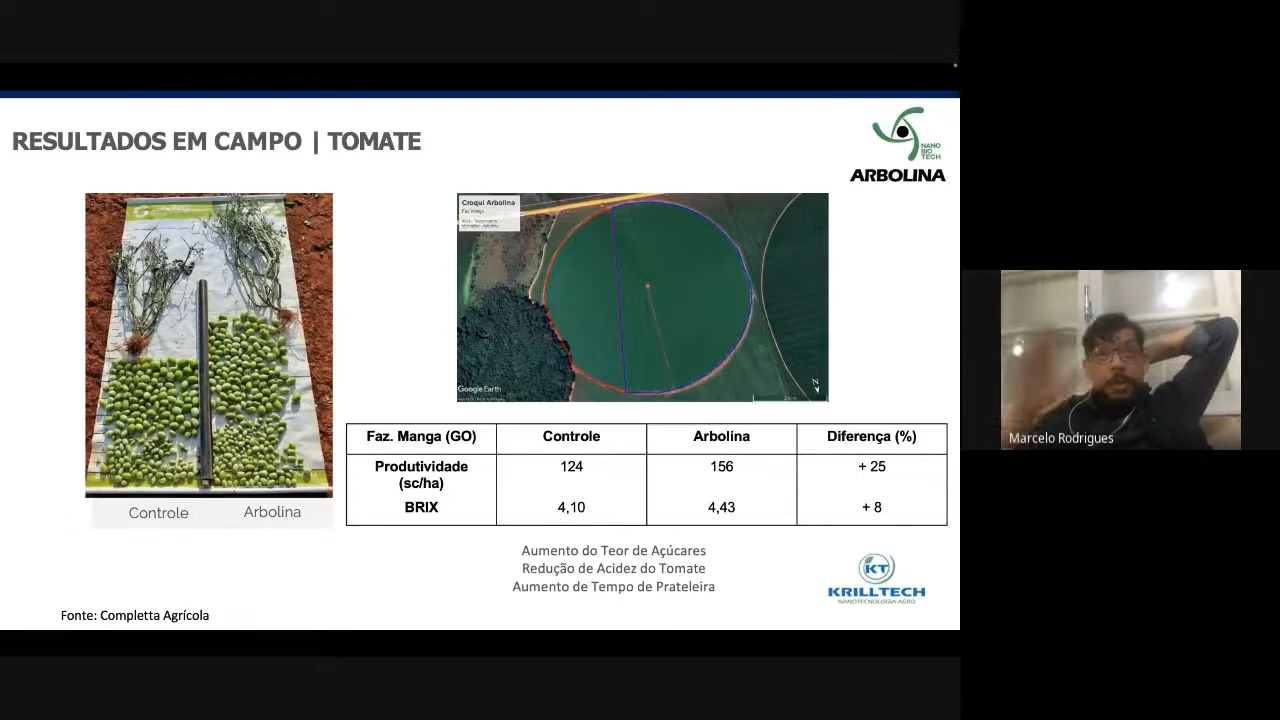 RESULTADOS EM CAMPO | TOMATE
NANO
BIO
TECH
ARBOLINA
Croqui Arbolina
Faz Manga
Google Earth
N
Controle
Arbolina
Faz. Manga (GO) Controle Arbolina Diferença (%)
Produtividade 124 156 + 25
(sc/ha)
BRIX 4,10 4,43 + 8
Aumento do Teor de Açúcares
Redução de Acidez do Tomate
Aumento de Tempo de Prateleira
KT
KRILLTECH
NANOTECNOLOGIA AGRO
Fonte: Completta Agrícola
Marcelo Rodrigues